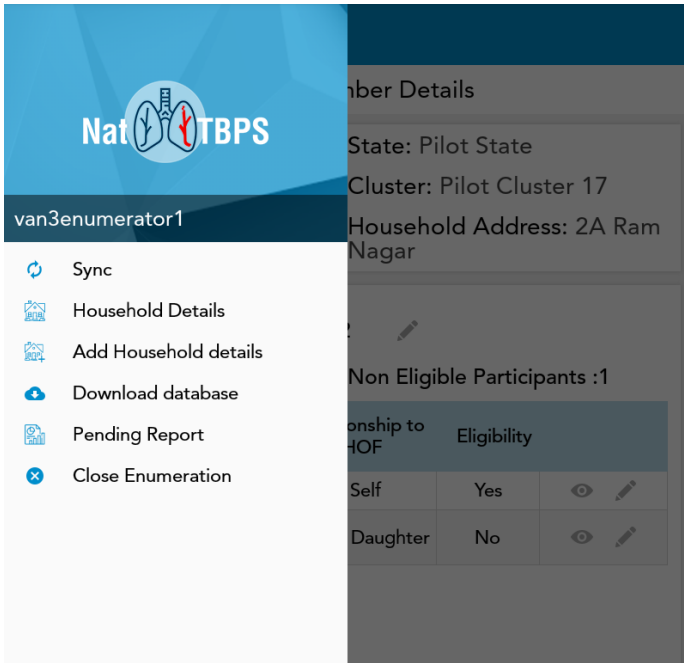 Nat TBPS
van3enumerator1
Sync
Household Details
Add Household details
Download database
Pending Report
Close Enumeration
Details
State: Pilot State
Cluster: Pilot Cluster 17
Household Address: 2A Ram
Nagar
Non Eligible Participants :1
to
HOF
Eligibility
Self
Yes
Daughter
No